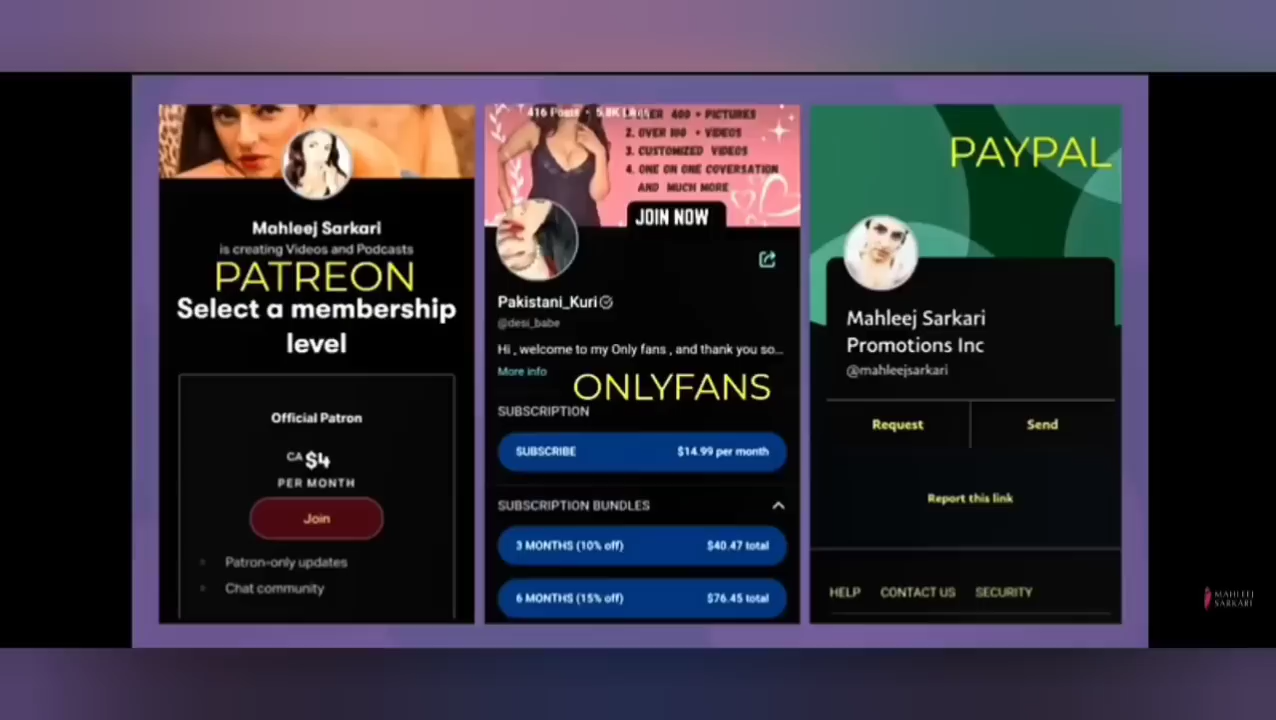 Mahleej Sarkari
is creating Videos and Podcasts
PATREON
Select a membership
level
Official Patron
CA $4
PER MONTH
Join
Patron-only updates
Chat community
416 Posts
400 + PICTURES
2. OVER 100 + VIDEOS
3. CUSTOMIZED VIDEOS
4. ONE ON ONE COVERSATION
AND MUCH MORE
JOIN NOW
Pakistani_Kuri
@desi_babe
Hi , welcome to my Only fans , and thank you so...
More info
ONLYFANS
SUBSCRIPTION
SUBSCRIBE $14.99 per month
SUBSCRIPTION BUNDLES
3 MONTHS (10% off) $40.47 total
6 MONTHS (15% off) $76.45 total
PAYPAL
Mahleej Sarkari
Promotions Inc
@mahleejsarkari
Request Send
Report this link
HELP CONTACT US SECURITY
MAHLEEJ
SARKARI